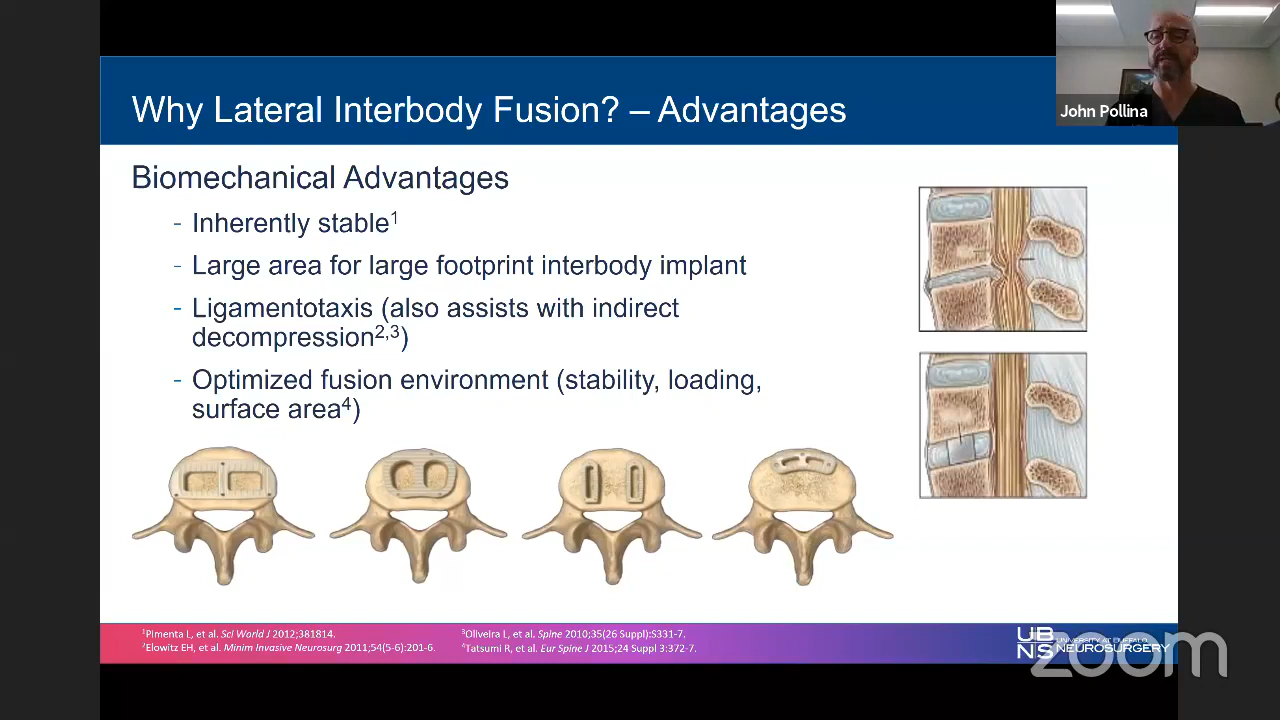 Why Lateral Interbody Fusion? – Advantages
John Pollina
Biomechanical Advantages
- Inherently stable¹
- Large area for large footprint interbody implant
- Ligamentotaxis (also assists with indirect
decompression²,³)
- Optimized fusion environment (stability, loading,
surface area⁴)
¹Pimenta L, et al. Sci World J 2012;381814.
²Elowitz EH, et al. Minim Invasive Neurosurg 2011;54(5-6):201-6.
³Oliveira L, et al. Spine 2010;35(26 Suppl):S331-7.
⁴Tatsumi R, et al. Eur Spine J 2015;24 Suppl 3:372-7.
UB
NS
UNIVERSITY AT BUFFALO
NEUROSURGERY
zoom